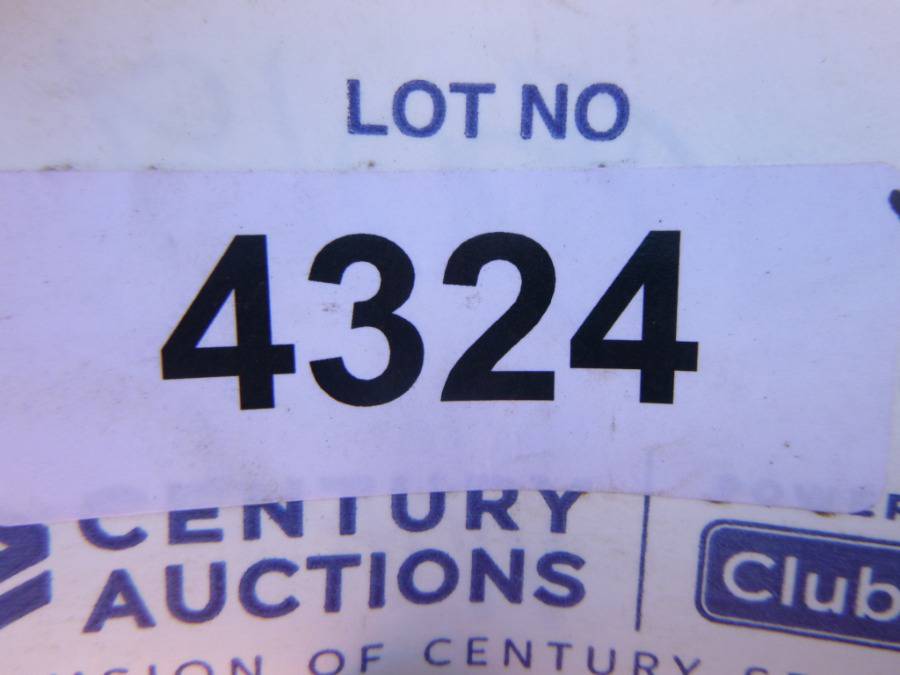 LOT NO
4324
CENTURY
AUCTIONS
Club
OF CENTURY